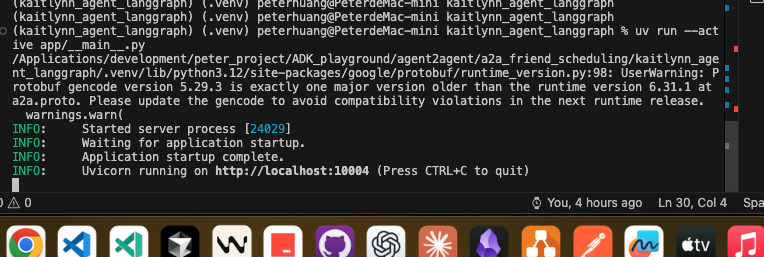 (kaitlynn_agent_langgraph) (.venv) peterhuang@PeterdeMac-mini kaitlynn_agent_langgraph
(kaitlynn_agent_langgraph) (.venv) peterhuang@PeterdeMac-mini kaitlynn_agent_langgraph
(kaitlynn_agent_langgraph) (.venv) peterhuang@PeterdeMac-mini kaitlynn_agent_langgraph % uv run --act
ive app/__main__.py
/Applications/development/peter_project/ADK_playground/agent2agent/a2a_friend_scheduling/kaitlynn_age
nt_langgraph/.venv/lib/python3.12/site-packages/google/protobuf/runtime_version.py:98: UserWarning: P
rotobuf gencode version 5.29.3 is exactly one major version older than the runtime version 6.31.1 at
a2a.proto. Please update the gencode to avoid compatibility violations in the next runtime release.
  warnings.warn(
INFO:     Started server process [24029]
INFO:     Waiting for application startup.
INFO:     Application startup complete.
INFO:     Uvicorn running on http://localhost:10004 (Press CTRL+C to quit)
0 You, 4 hours ago Ln 30, Col 4 Spa
tv